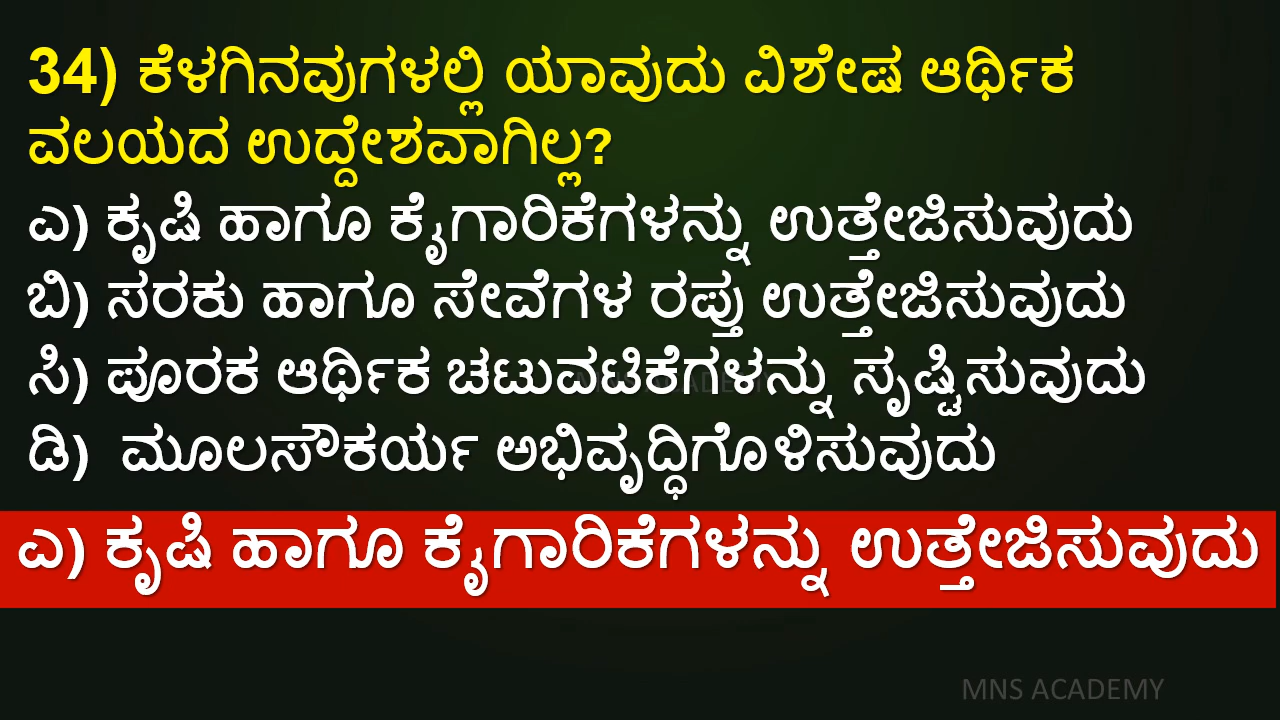 34) ಕೆಳಗಿನವುಗಳಲ್ಲಿ ಯಾವುದು ವಿಶೇಷ ಆರ್ಥಿಕ
ವಲಯದ ಉದ್ದೇಶವಾಗಿಲ್ಲ?
ಎ) ಕೃಷಿ ಹಾಗೂ ಕೈಗಾರಿಕೆಗಳನ್ನು ಉತ್ತೇಜಿಸುವುದು
ಬಿ) ಸರಕು ಹಾಗೂ ಸೇವೆಗಳ ರಪ್ತು ಉತ್ತೇಜಿಸುವುದು
ಸಿ) ಪೂರಕ ಆರ್ಥಿಕ ಚಟುವಟಿಕೆಗಳನ್ನು ಸೃಷ್ಟಿಸುವುದು
ಡಿ) ಮೂಲಸೌಕರ್ಯ ಅಭಿವೃದ್ಧಿಗೊಳಿಸುವುದು
ಎ) ಕೃಷಿ ಹಾಗೂ ಕೈಗಾರಿಕೆಗಳನ್ನು ಉತ್ತೇಜಿಸುವುದು
MNS ACADEMY